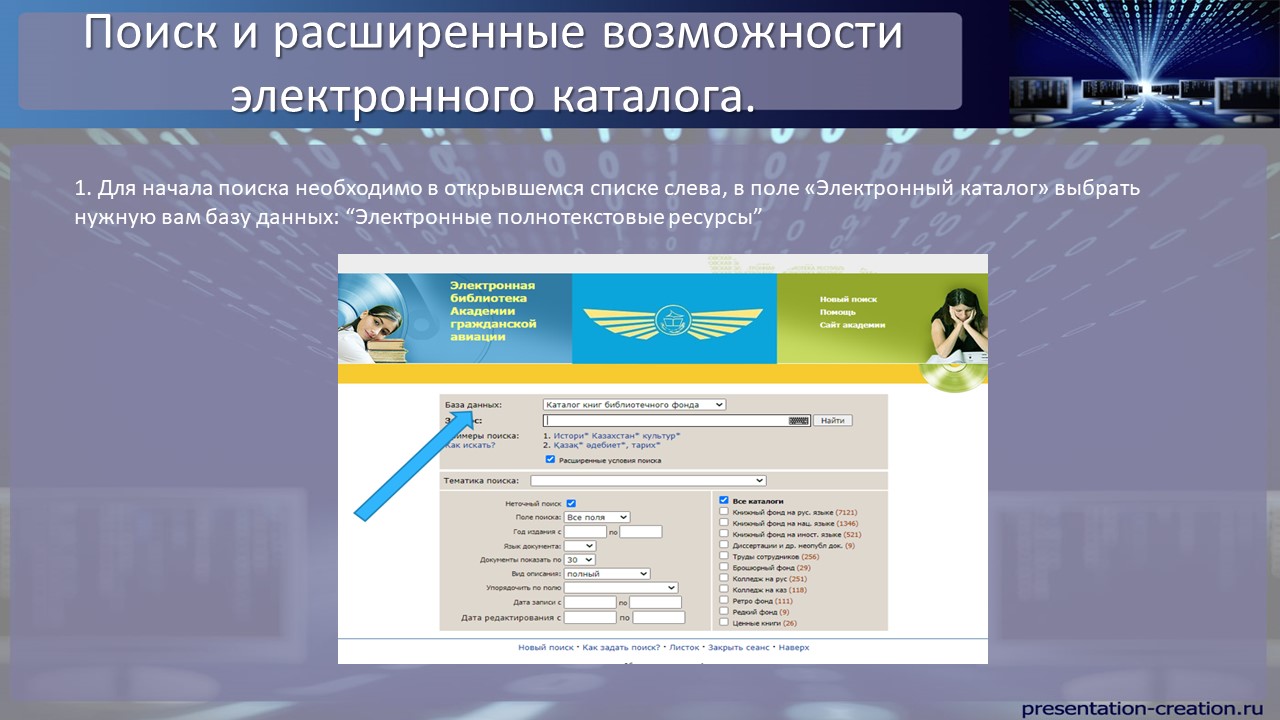 Поиск и расширенные возможности
электронного каталога.
1. Для начала поиска необходимо в открывшемся списке слева, в поле «Электронный каталог» выбрать
нужную вам базу данных: “Электронные полнотекстовые ресурсы”
Электронная
библиотека
Академии
гражданской
авиации
Новый поиск
Помощь
Сайт академии
База данных: Каталог книг библиотечного фонда
Найти
поиска: 1. Истори* Казахстан* культур*
искать? 2. Қазақ* әдебиет*, тарих*
Расширенные условия поиска
Тематика поиска:
Неточный поиск
Поле поиска: Все поля
Год издания с по
Язык документа:
Документы показать по 30
Вид описания: полный
Упорядочить по полю
Дата записи с по
Дата редактирования с по
Все каталоги
Книжный фонд на рус. языке (7121)
Книжный фонд на нац. языке (1346)
Книжный фонд на иност. языке (521)
Диссертации и др. неопубл док. (9)
Труды сотрудников (256)
Брошюрный фонд (29)
Колледж на рус (251)
Колледж на каз (118)
Ретро фонд (111)
Редкий фонд (9)
Ценные книги (26)
Новый поиск · Как задать поиск? · Листок · Закрыть сеанс · Наверх
presentation-creation.ru